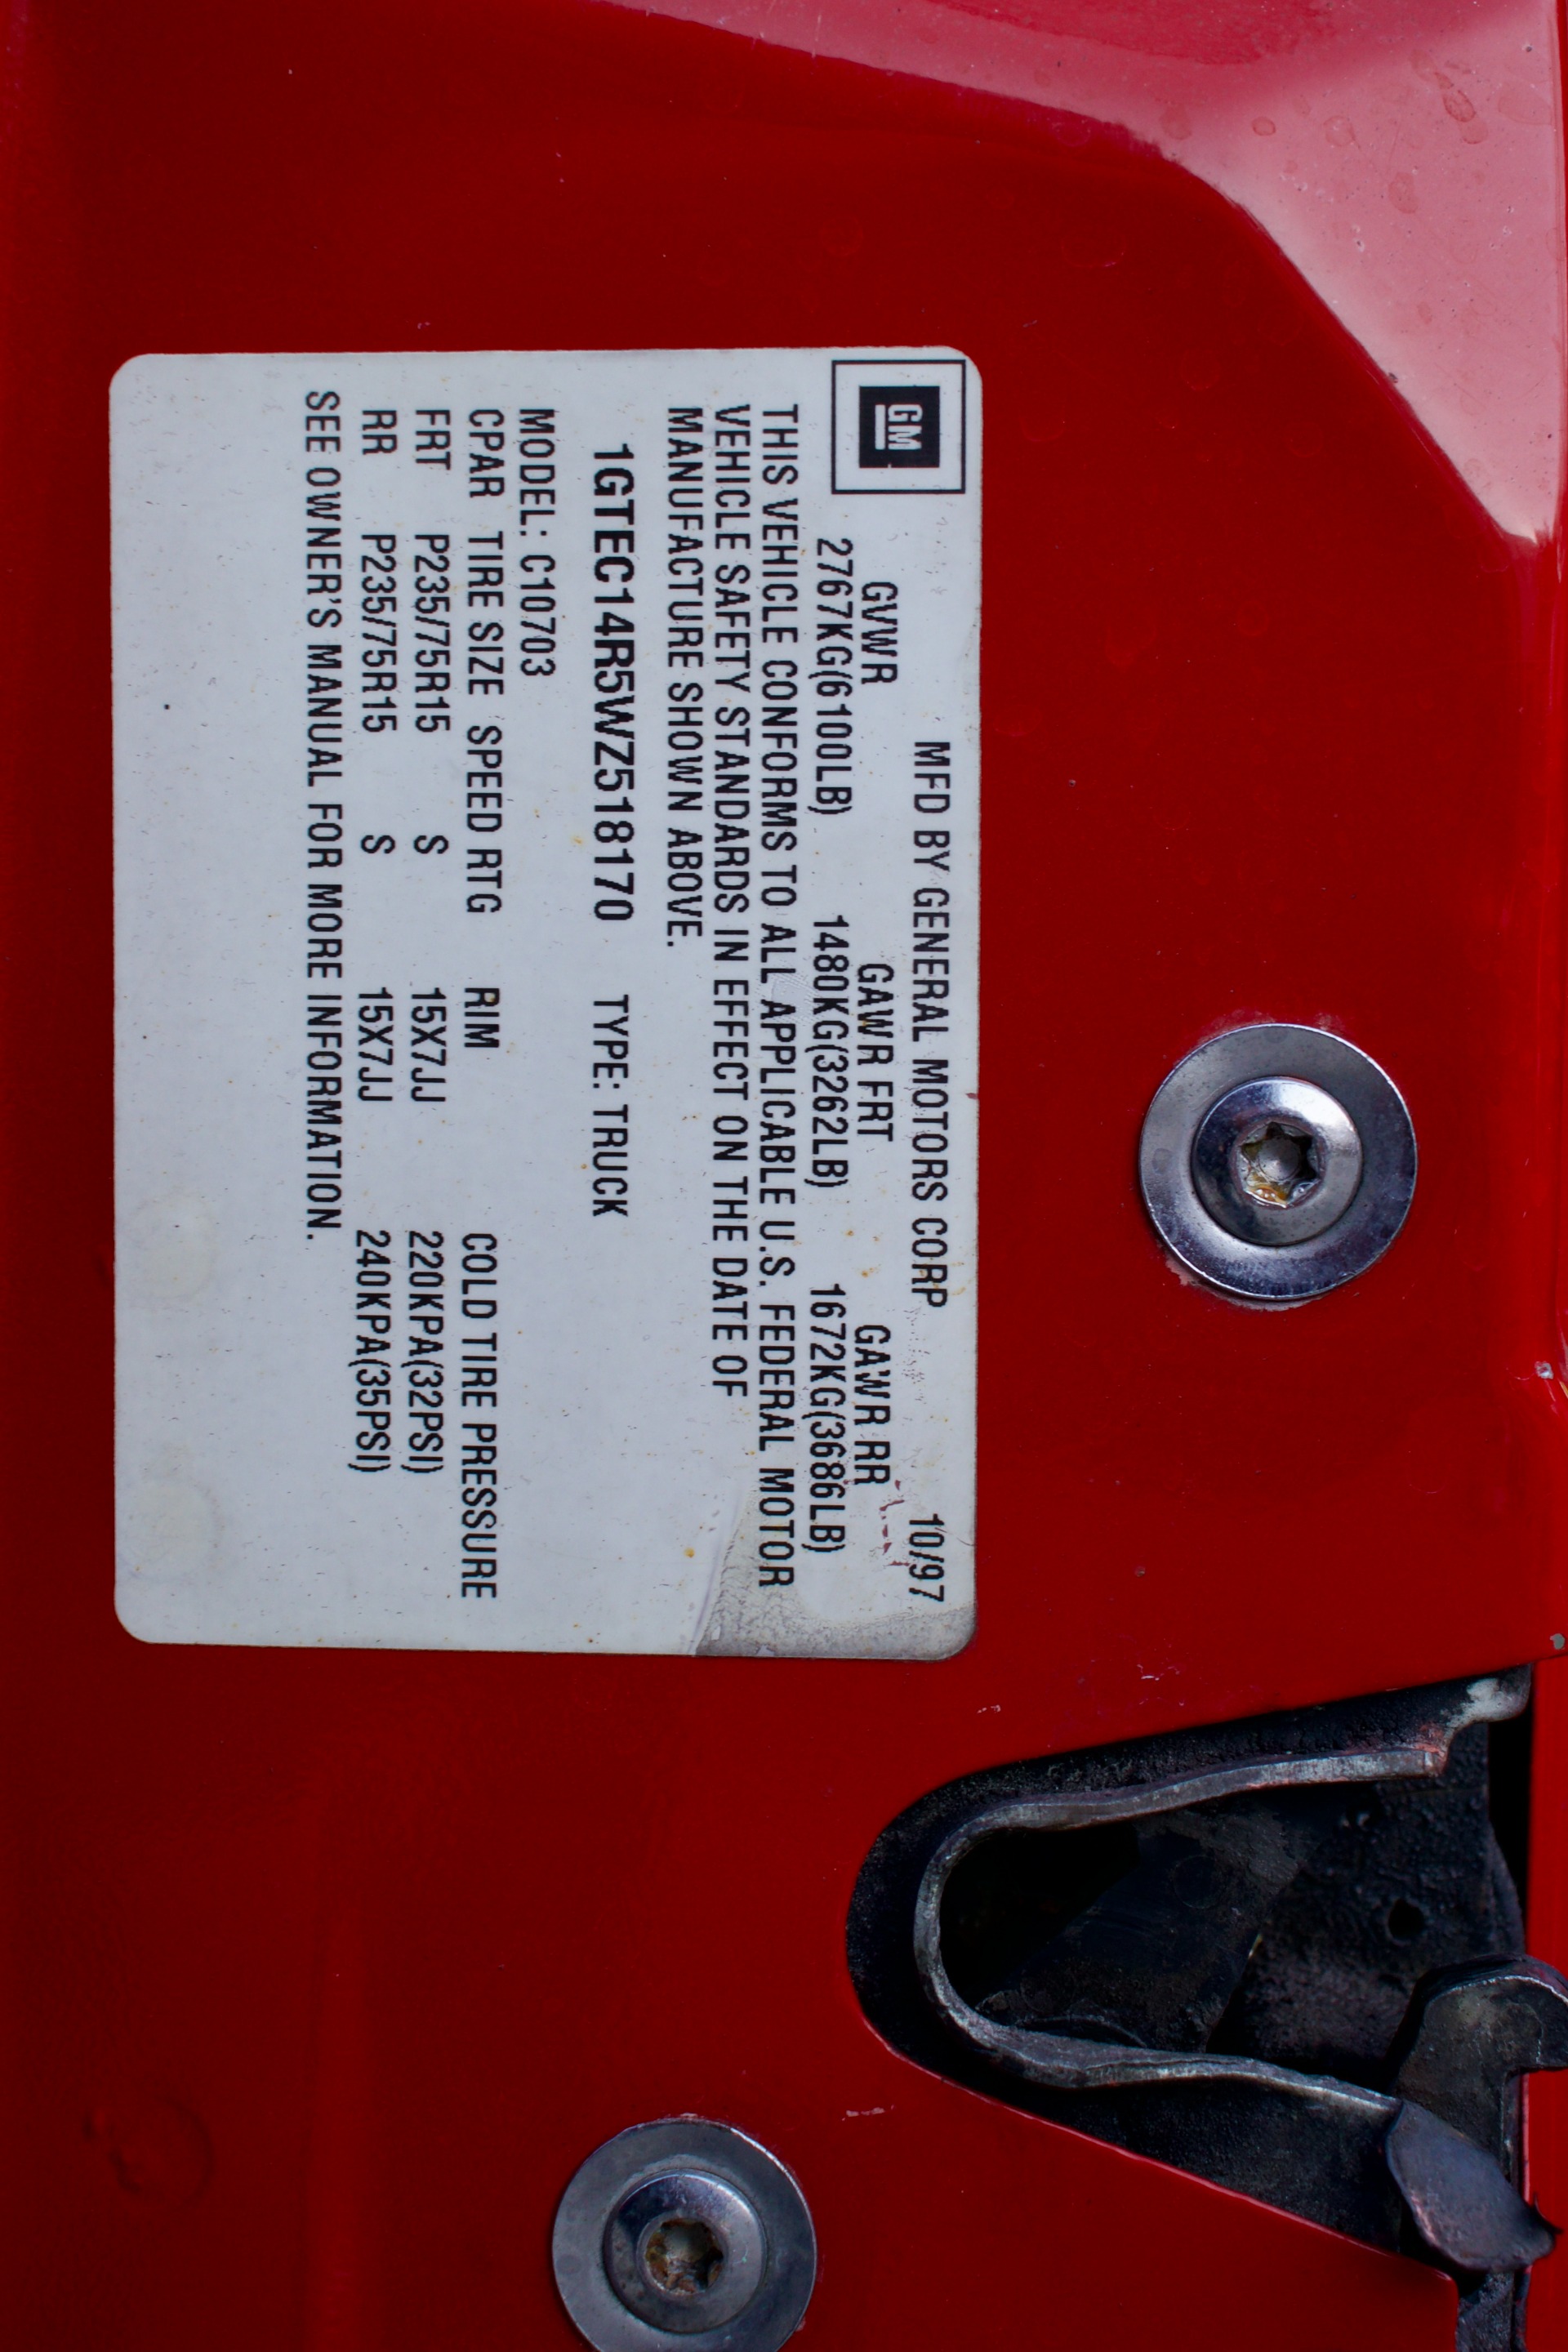 GM
MFD BY GENERAL MOTORS CORP 10/97
GVWR GAWR FRT GAWR RR
2767KG(6100LB) 1480KG(3262LB) 1672KG(3686LB)
THIS VEHICLE CONFORMS TO ALL APPLICABLE U.S. FEDERAL MOTOR
VEHICLE SAFETY STANDARDS IN EFFECT ON THE DATE OF
MANUFACTURE SHOWN ABOVE.
1GTEC14R5WZ518170 TYPE: TRUCK
MODEL: C10703
CPAR TIRE SIZE SPEED RTG RIM COLD TIRE PRESSURE
FRT P235/75R15 S 15X7JJ 220KPA(32PSI)
RR P235/75R15 S 15X7JJ 240KPA(35PSI)
SEE OWNER'S MANUAL FOR MORE INFORMATION.